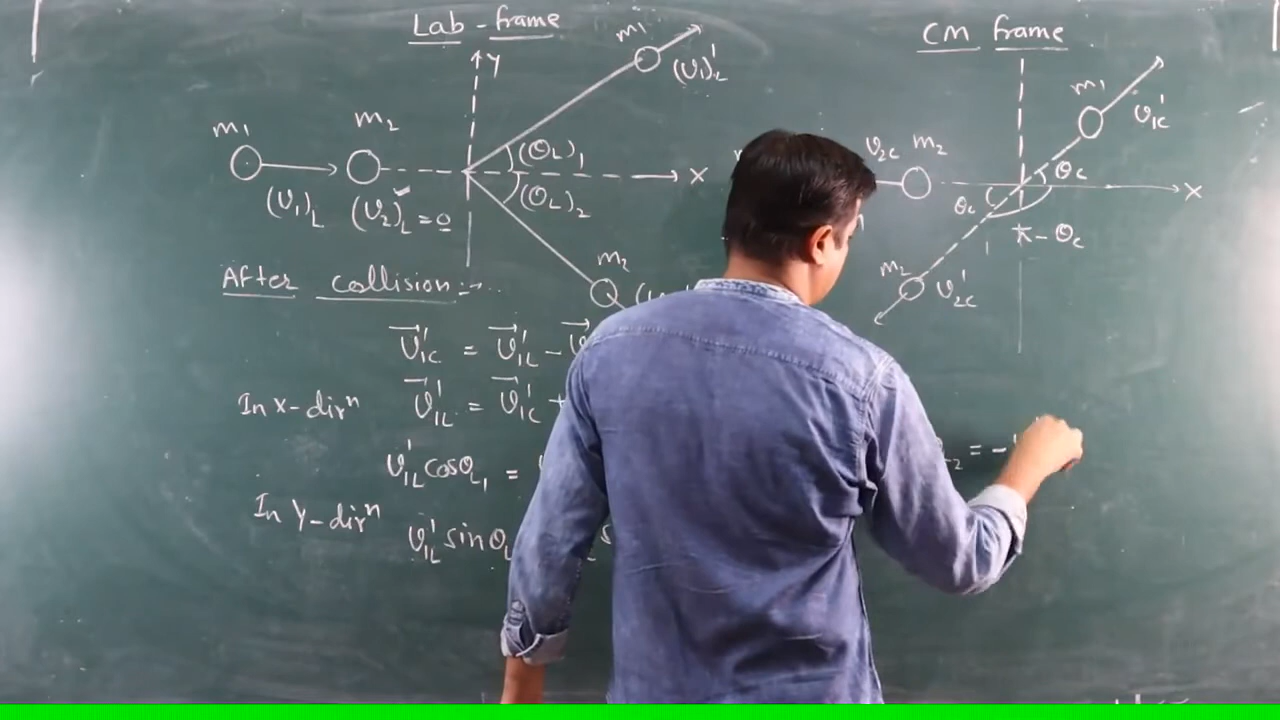 Lab-frame
Y
m₁
(v₁)'L
m₁
m₂
(θL)₁
X
(θL)₂
(v₁)L
(v₂)L = 0
m₂
After collision:-
v⃗'1C = v⃗'1L -
v⃗'1L = v⃗'1C +
In X-dirⁿ
v'1L cosθL₁ =
In Y-dirⁿ
v'1L sinθL
CM frame
m₁
v'1C
v2C
m₂
θC
X
θC
π-θC
m₂
v'2C
= -